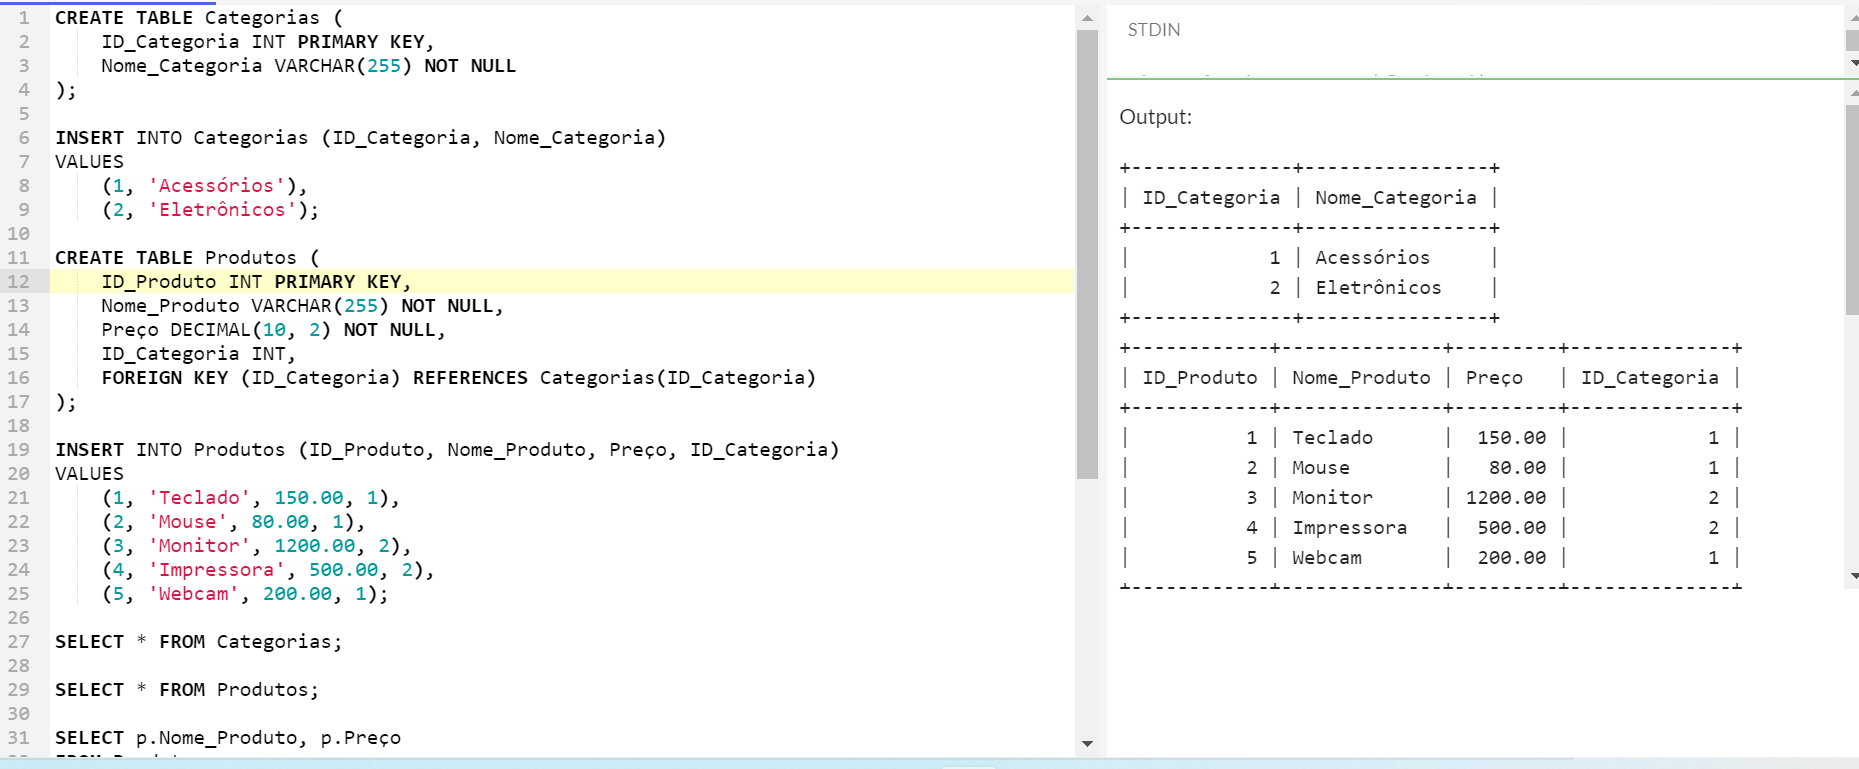 1 CREATE TABLE Categorias (
2     ID_Categoria INT PRIMARY KEY,
3     Nome_Categoria VARCHAR(255) NOT NULL
4 );
5
6 INSERT INTO Categorias (ID_Categoria, Nome_Categoria)
7 VALUES
8     (1, 'Acessórios'),
9     (2, 'Eletrônicos');
10
11 CREATE TABLE Produtos (
12     ID_Produto INT PRIMARY KEY,
13     Nome_Produto VARCHAR(255) NOT NULL,
14     Preço DECIMAL(10, 2) NOT NULL,
15     ID_Categoria INT,
16     FOREIGN KEY (ID_Categoria) REFERENCES Categorias(ID_Categoria)
17 );
18
19 INSERT INTO Produtos (ID_Produto, Nome_Produto, Preço, ID_Categoria)
20 VALUES
21     (1, 'Teclado', 150.00, 1),
22     (2, 'Mouse', 80.00, 1),
23     (3, 'Monitor', 1200.00, 2),
24     (4, 'Impressora', 500.00, 2),
25     (5, 'Webcam', 200.00, 1);
26
27 SELECT * FROM Categorias;
28
29 SELECT * FROM Produtos;
30
31 SELECT p.Nome_Produto, p.Preço
STDIN
Output:
+--------------+----------------+
| ID_Categoria | Nome_Categoria |
+--------------+----------------+
|            1 | Acessórios     |
|            2 | Eletrônicos    |
+--------------+----------------+
+------------+--------------+---------+--------------+
| ID_Produto | Nome_Produto | Preço   | ID_Categoria |
+------------+--------------+---------+--------------+
|          1 | Teclado      |  150.00 |            1 |
|          2 | Mouse        |   80.00 |            1 |
|          3 | Monitor      | 1200.00 |            2 |
|          4 | Impressora   |  500.00 |            2 |
|          5 | Webcam       |  200.00 |            1 |
+------------+--------------+---------+--------------+